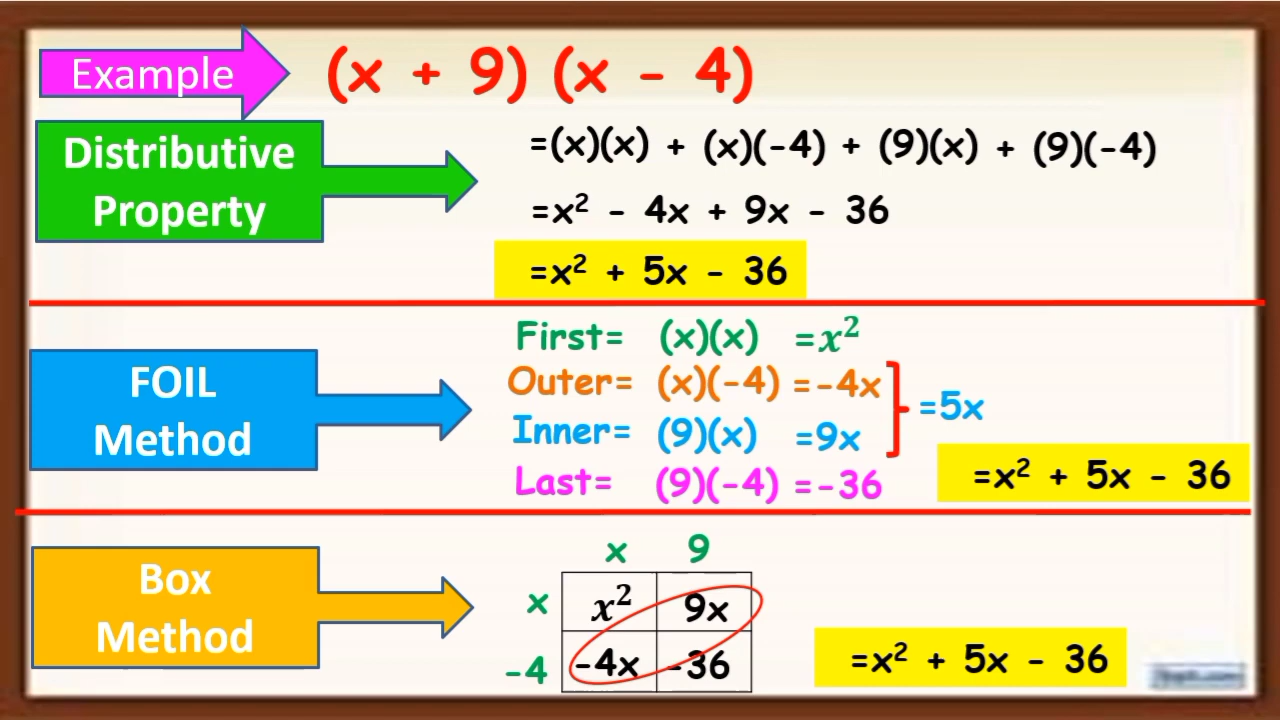 Example
(x + 9) (x - 4)
Distributive
Property
=(x)(x) + (x)(-4) + (9)(x) + (9)(-4)
=x² - 4x + 9x - 36
=x² + 5x - 36
FOIL
Method
First= (x)(x) =x²
Outer= (x)(-4) =-4x
Inner= (9)(x) =9x
=5x
Last= (9)(-4) =-36
=x² + 5x - 36
Box
Method
x 9
x x² 9x
-4 -4x -36
=x² + 5x - 36